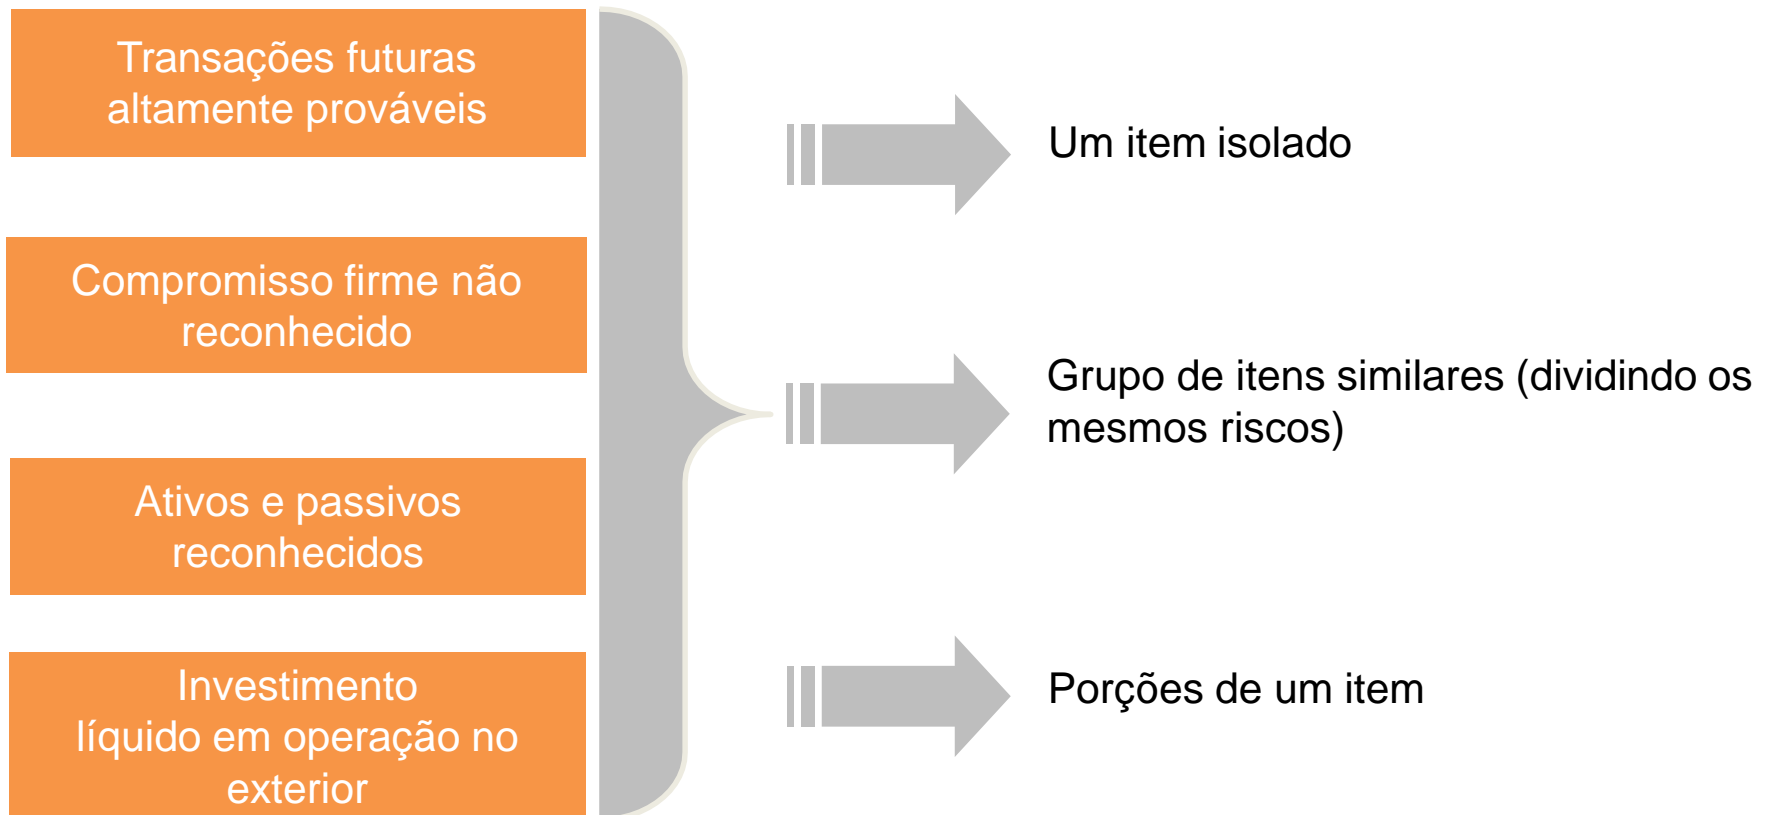 Transações futuras
altamente prováveis
Compromisso firme não
reconhecido
Ativos e passivos
reconhecidos
Investimento
líquido em operação no
exterior
Um item isolado
Grupo de itens similares (dividindo os
mesmos riscos)
Porções de um item